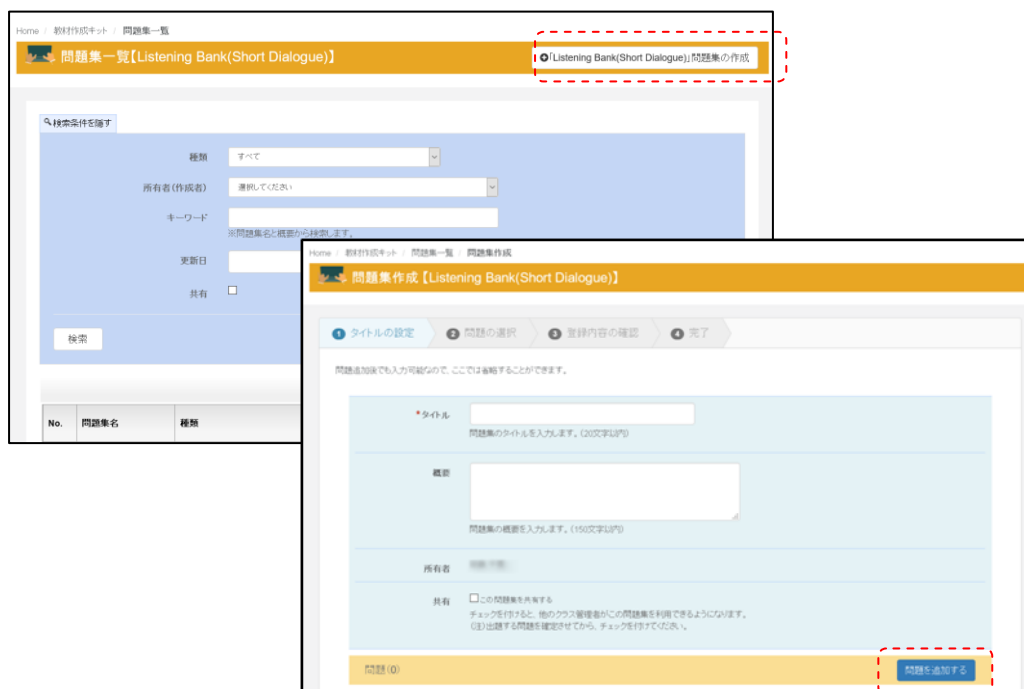 Home / 教材作成キット / 問題集一覧
問題集一覧【Listening Bank(Short Dialogue)】
「Listening Bank(Short Dialogue)」問題集の作成
検索条件を隠す
種類 すべて
所有者(作成者) 選択してください
キーワード
※問題集名と概要から検索します。
更新日
共有
検索
No. 問題集名 種類
Home / 教材作成キット / 問題集一覧 / 問題集作成
問題集作成【Listening Bank(Short Dialogue)】
1 タイトルの設定 2 問題の選択 3 登録内容の確認 4 完了
問題追加後でも入力可能なので、ここでは省略することができます。
*タイトル
問題集のタイトルを入力します。(20文字以内)
概要
問題集の概要を入力します。(150文字以内)
所有者
共有 この問題集を共有する
チェックを付けると、他のクラス管理者がこの問題集を利用できるようになります。
(注)出題する問題を確定させてから、チェックを付けてください。
問題(0) 問題を追加する